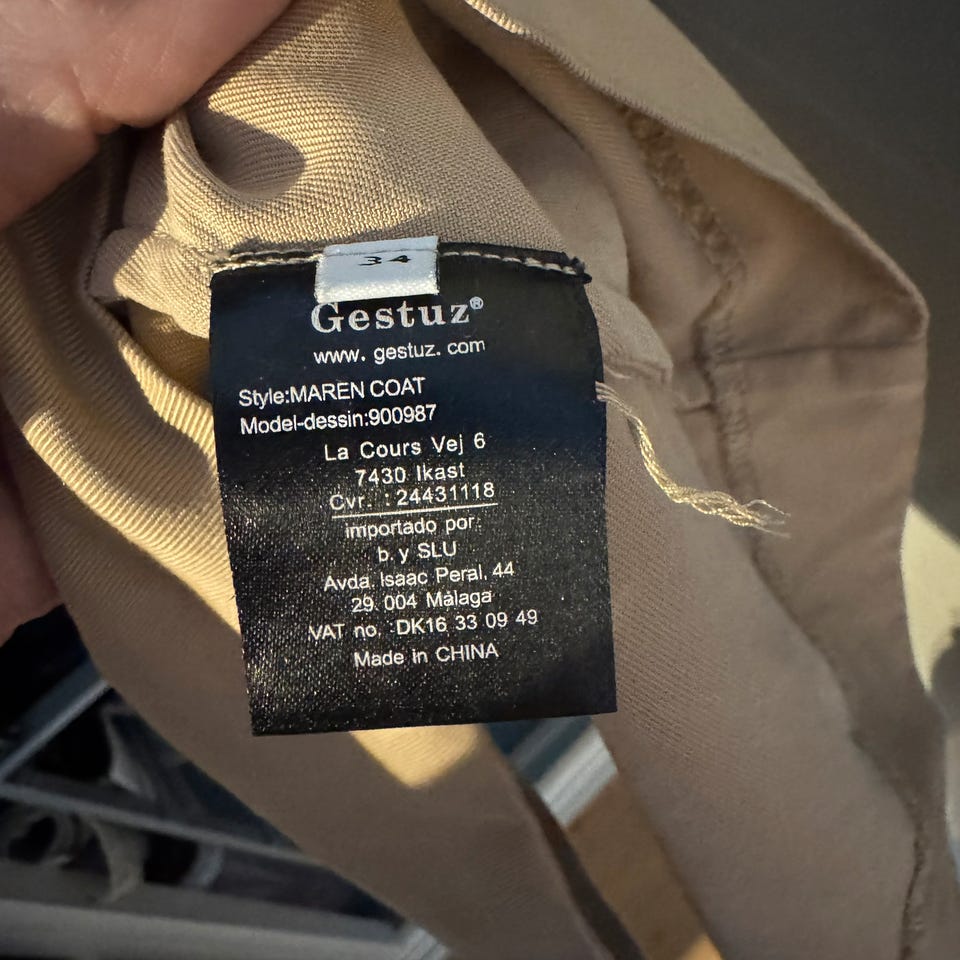 34
Gestuz®
www. gestuz. com
Style:MAREN COAT
Model-dessin:900987
La Cours Vej 6
7430 Ikast
Cvr. :24431118
importado por:
b. y SLU
Avda. Isaac Peral, 44
29. 004 Màlaga
VAT no. :DK16 33 09 49
Made in CHINA